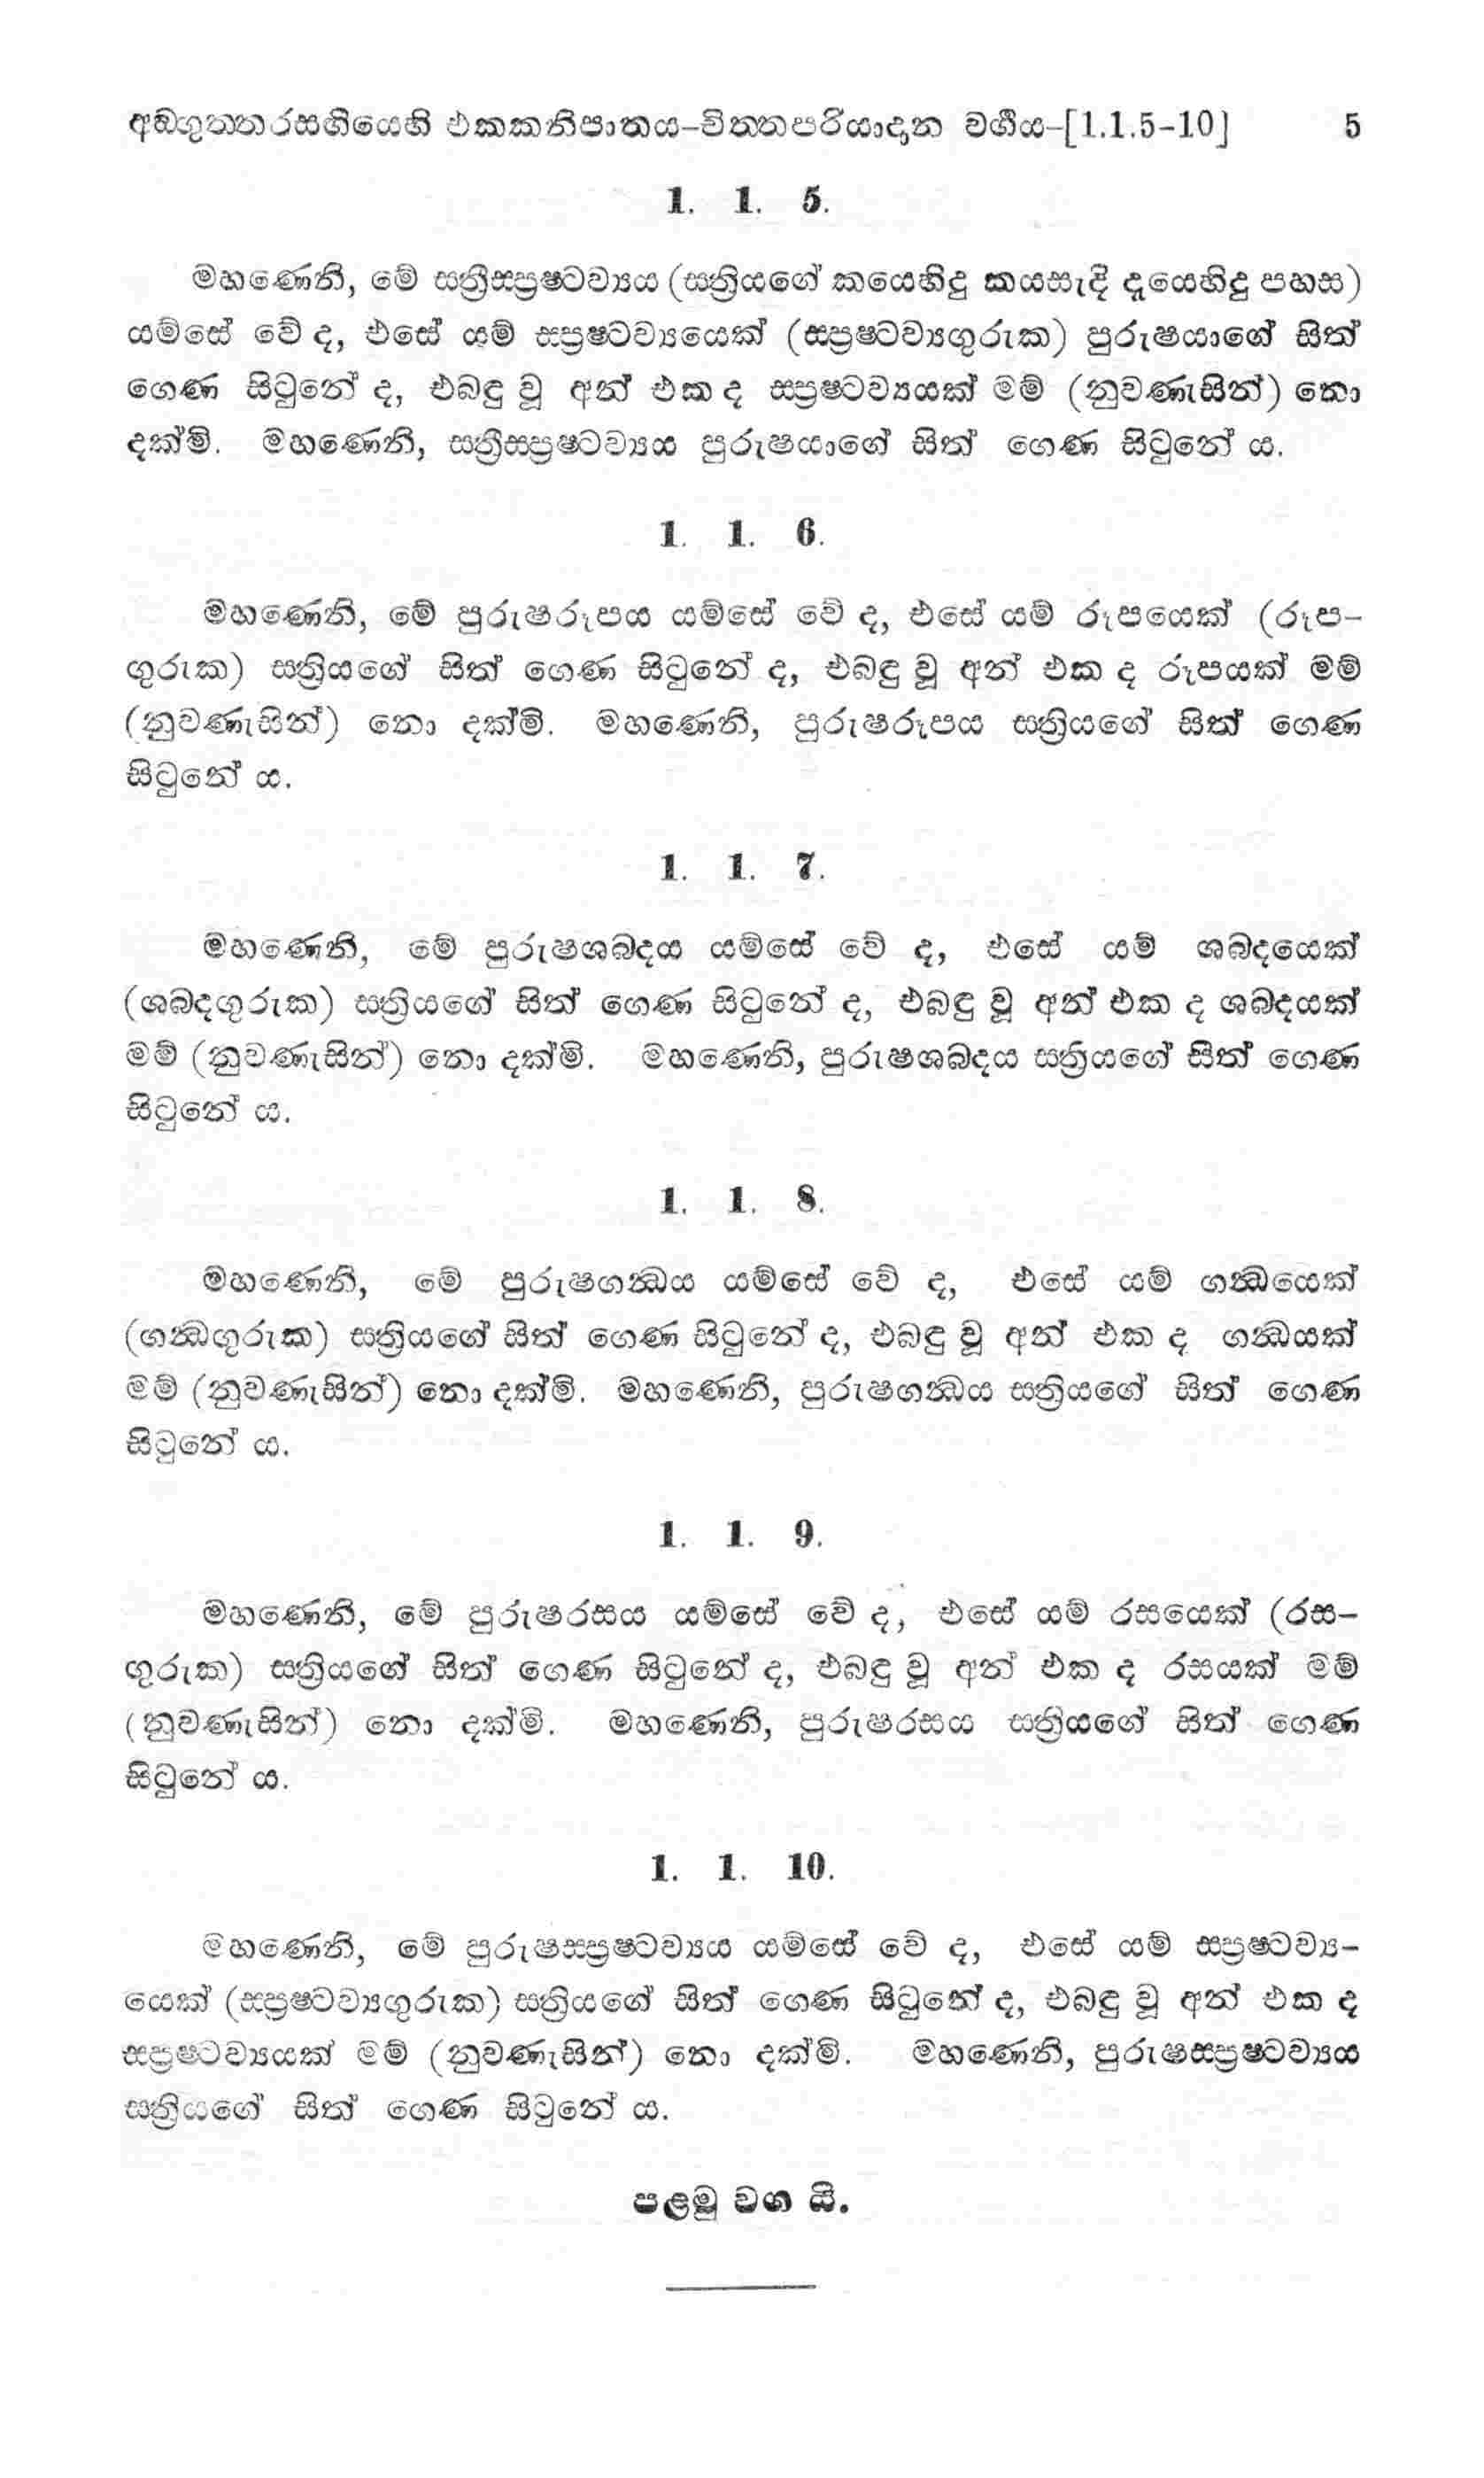 අඞ්ගුත්තරසඟියෙහි එකකනිපාතය-චිත්තපරියාදාන වර්‍ගය-[1.1.5-10] 5
1. 1. 5.
මහණෙනි, මේ ස්ත්‍රීස්ප්‍රෂ්ටව්‍යය (ස්ත්‍රියගේ කයෙහිදු කයසැදි දෑයෙහිදු පහස)
යම්සේ වේ ද, එසේ යම් ස්ප්‍රෂ්ටව්‍යයෙක් (ස්ප්‍රෂ්ටව්‍යගුරුක) පුරුෂයාගේ සිත්
ගෙණ සිටුනේ ද, එබඳු වූ අන් එක ද ස්ප්‍රෂ්ටව්‍යයක් මම් (නුවණැසින්) නො
දක්මි. මහණෙනි, ස්ත්‍රීස්ප්‍රෂ්ටව්‍යය පුරුෂයාගේ සිත් ගෙණ සිටුනේ ය.
1. 1. 6.
මහණෙනි, මේ පුරුෂරූපය යම්සේ වේ ද, එසේ යම් රූපයෙක් (රූප-
ගුරුක) ස්ත්‍රියගේ සිත් ගෙණ සිටුනේ ද, එබඳු වූ අන් එක ද රූපයක් මම්
(නුවණැසින්) නො දක්මි. මහණෙනි, පුරුෂරූපය ස්ත්‍රියගේ සිත් ගෙණ
සිටුනේ ය.
1. 1. 7.
මහණෙනි, මේ පුරුෂශබ්දය යම්සේ වේ ද, එසේ යම් ශබ්දයෙක්
(ශබ්දගුරුක) ස්ත්‍රියගේ සිත් ගෙණ සිටුනේ ද, එබඳු වූ අන් එක ද ශබ්දයක්
මම් (නුවණැසින්) නො දක්මි. මහණෙනි, පුරුෂශබ්දය ස්ත්‍රියගේ සිත් ගෙණ
සිටුනේ ය.
1. 1. 8.
මහණෙනි, මේ පුරුෂගන්‍ධය යම්සේ වේ ද, එසේ යම් ගන්‍ධයෙක්
(ගන්‍ධගුරුක) ස්ත්‍රියගේ සිත් ගෙණ සිටුනේ ද, එබඳු වූ අන් එක ද ගන්‍ධයක්
මම් (නුවණැසින්) නො දක්මි. මහණෙනි, පුරුෂගන්‍ධය ස්ත්‍රියගේ සිත් ගෙණ
සිටුනේ ය.
1. 1. 9.
මහණෙනි, මේ පුරුෂරසය යම්සේ වේ ද, එසේ යම් රසයෙක් (රස-
ගුරුක) ස්ත්‍රියගේ සිත් ගෙණ සිටුනේ ද, එබඳු වූ අන් එක ද රසයක් මම්
(නුවණැසින්) නො දක්මි. මහණෙනි, පුරුෂරසය ස්ත්‍රියගේ සිත් ගෙණ
සිටුනේ ය.
1. 1. 10.
මහණෙනි, මේ පුරුෂස්ප්‍රෂ්ටව්‍යය යම්සේ වේ ද, එසේ යම් ස්ප්‍රෂ්ටව්‍ය-
යෙක් (ස්ප්‍රෂ්ටව්‍යගුරුක) ස්ත්‍රියගේ සිත් ගෙණ සිටුනේ ද, එබඳු වූ අන් එක ද
ස්ප්‍රෂ්ටව්‍යයක් මම් (නුවණැසින්) නො දක්මි. මහණෙනි, පුරුෂස්ප්‍රෂ්ටව්‍යය
ස්ත්‍රියගේ සිත් ගෙණ සිටුනේ ය.
පළමු වග යි.